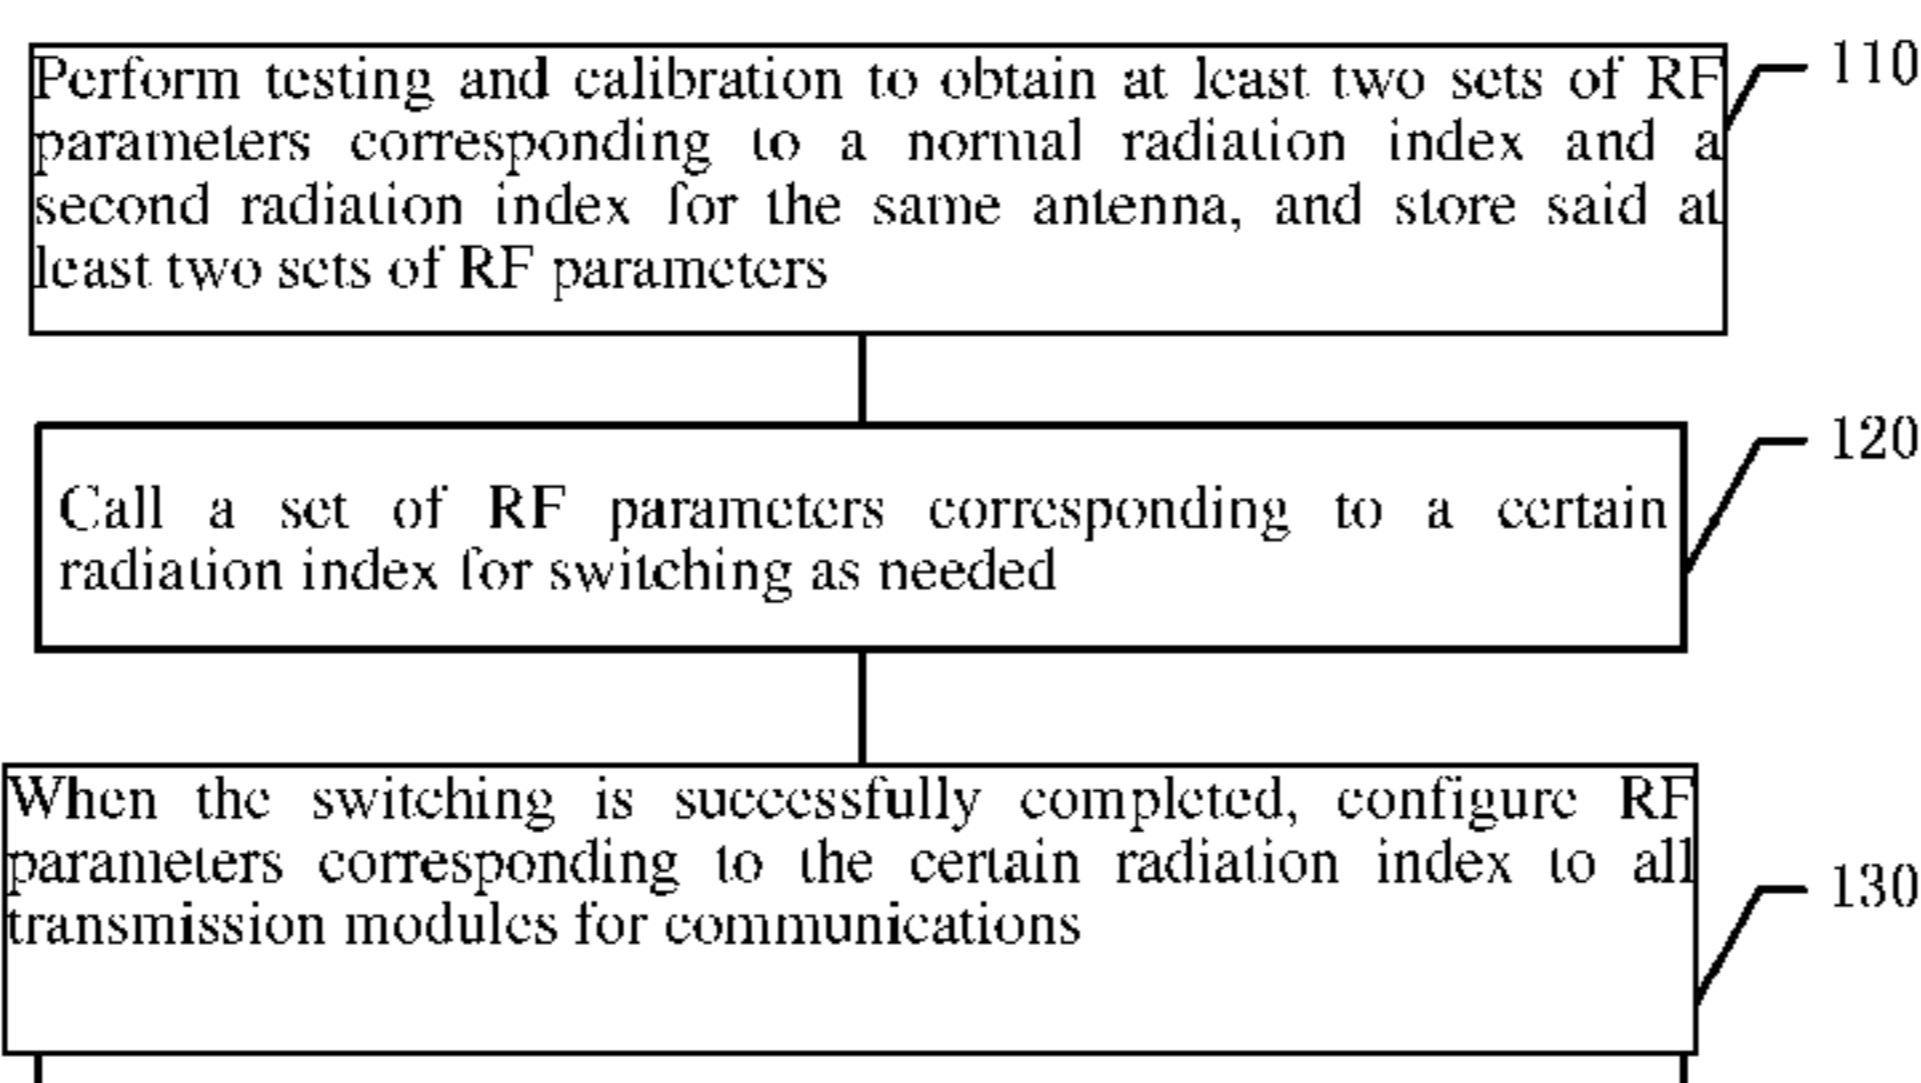 Perform testing and calibration to obtain at least two sets of RF
parameters corresponding to a normal radiation index and a
second radiation index for the same antenna, and store said at
least two sets of RF parameters
110
Call a set of RF parameters corresponding to a certain
radiation index for switching as needed
120
When the switching is successfully completed, configure RF
parameters corresponding to the certain radiation index to all
transmission modules for communications
130